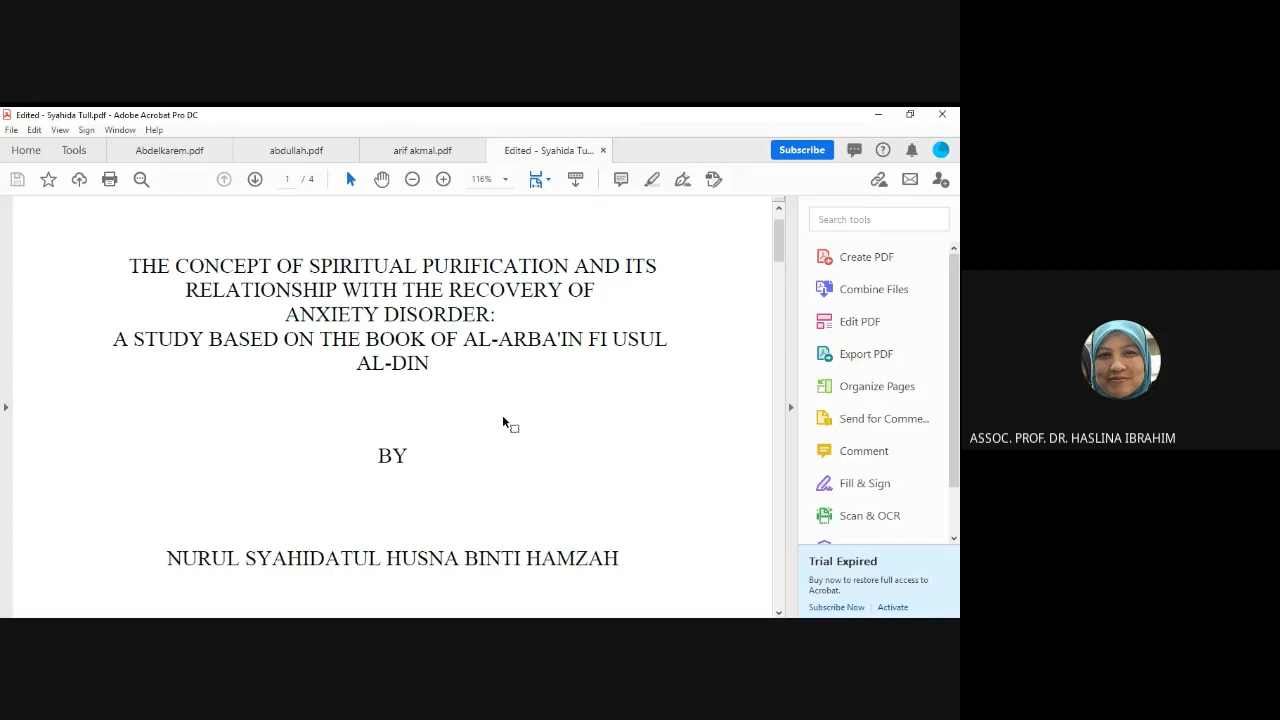 Edited - Syahida Tull.pdf - Adobe Acrobat Pro DC
File Edit View Sign Window Help
Home Tools Abdelkarem.pdf abdullah.pdf arif akmal.pdf Edited - Syahida Tu... × Subscribe
1 / 4 116%
THE CONCEPT OF SPIRITUAL PURIFICATION AND ITS
RELATIONSHIP WITH THE RECOVERY OF
ANXIETY DISORDER:
A STUDY BASED ON THE BOOK OF AL-ARBA'IN FI USUL
AL-DIN
BY
NURUL SYAHIDATUL HUSNA BINTI HAMZAH
Search tools
Create PDF
Combine Files
Edit PDF
Export PDF
Organize Pages
Send for Comme...
Comment
Fill & Sign
Scan & OCR
Trial Expired
Buy now to restore full access to
Acrobat.
Subscribe Now | Activate
ASSOC. PROF. DR. HASLINA IBRAHIM